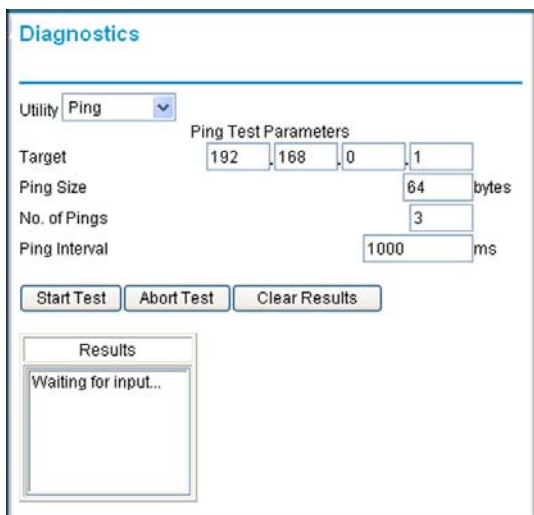 Diagnostics
Utility Ping
Ping Test Parameters
Target 192 .168 .0 .1
Ping Size 64 bytes
No. of Pings 3
Ping Interval 1000 ms
Start Test Abort Test Clear Results
Results
Waiting for input...